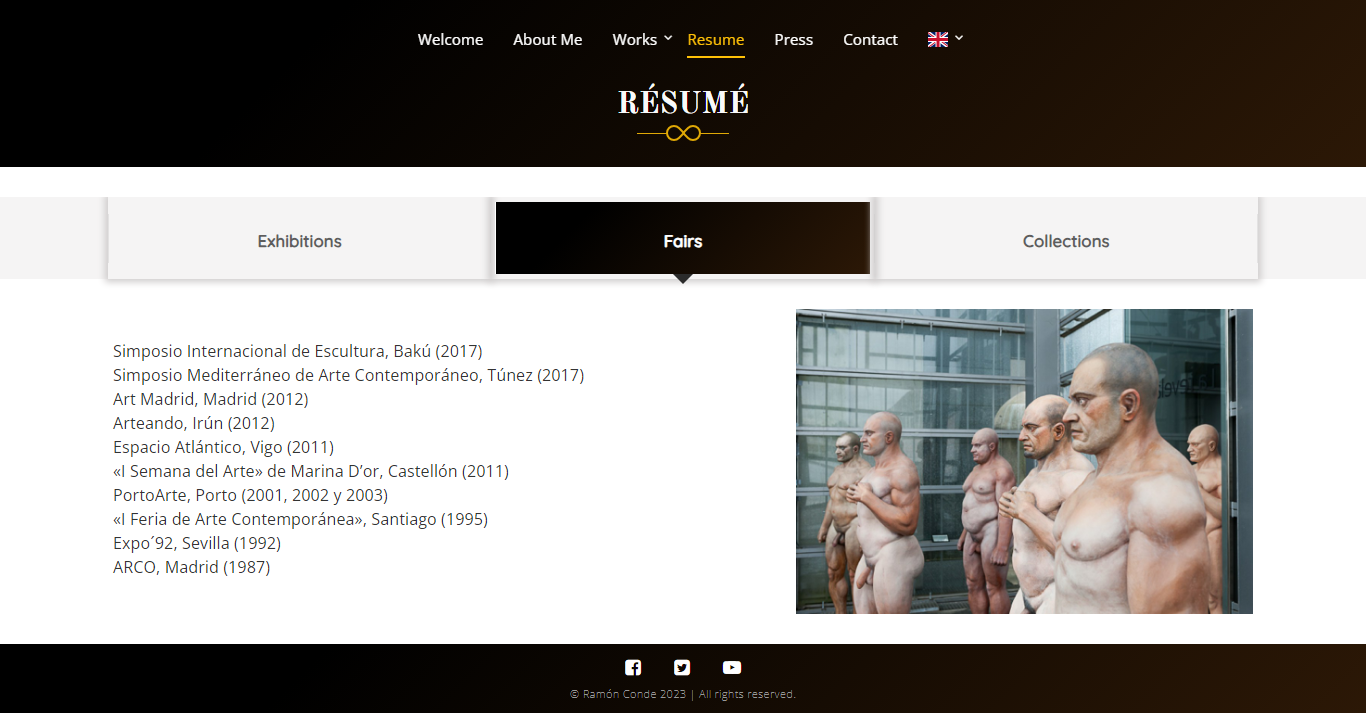 Welcome
About Me
Works
Resume
Press
Contact
RÉSUMÉ
Exhibitions
Fairs
Collections
Simposio Internacional de Escultura, Bakú (2017)
Simposio Mediterráneo de Arte Contemporáneo, Túnez (2017)
Art Madrid, Madrid (2012)
Arteando, Irún (2012)
Espacio Atlántico, Vigo (2011)
«I Semana del Arte» de Marina D’or, Castellón (2011)
PortoArte, Porto (2001, 2002 y 2003)
«I Feria de Arte Contemporánea», Santiago (1995)
Expo´92, Sevilla (1992)
ARCO, Madrid (1987)
© Ramón Conde 2023 | All rights reserved.